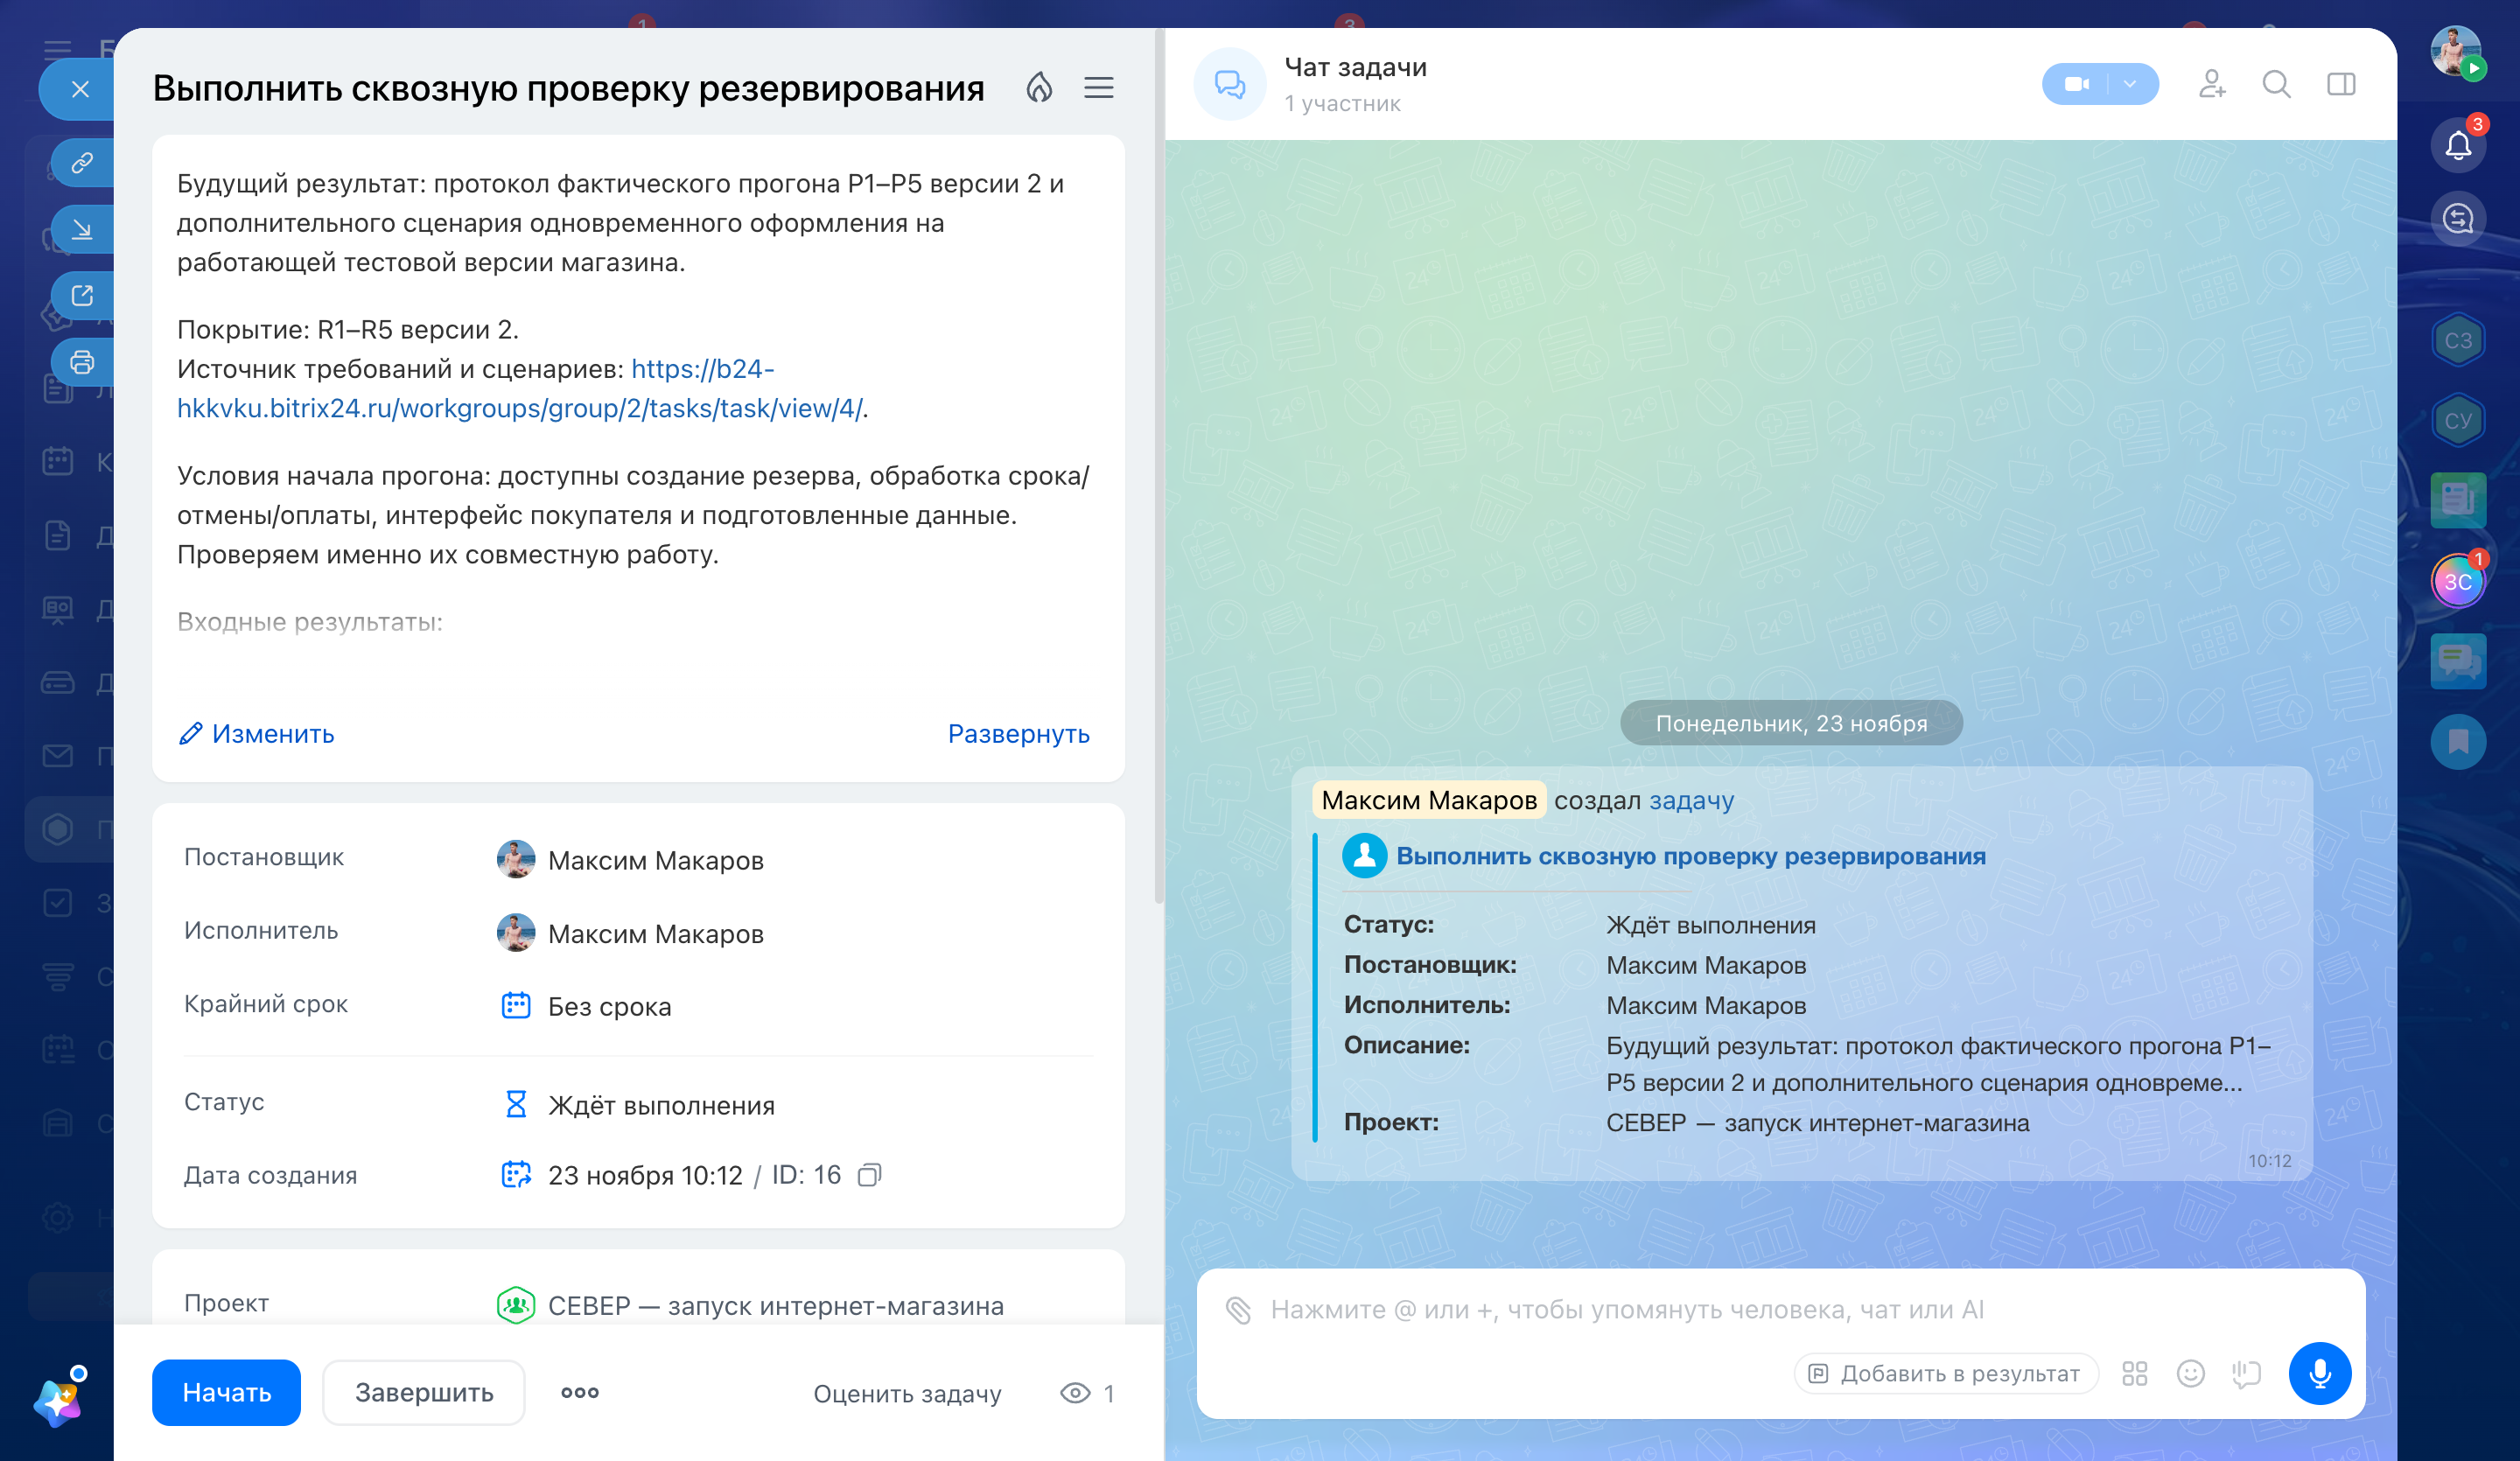 Выполнить сквозную проверку резервирования
Будущий результат: протокол фактического прогона P1–P5 версии 2 и
дополнительного сценария одновременного оформления на
работающей тестовой версии магазина.
Покрытие: R1–R5 версии 2.
Источник требований и сценариев: https://b24-
hkkvku.bitrix24.ru/workgroups/group/2/tasks/task/view/4/.
Условия начала прогона: доступны создание резерва, обработка срока/
отмены/оплаты, интерфейс покупателя и подготовленные данные.
Проверяем именно их совместную работу.
Входные результаты:
Изменить
Развернуть
Постановщик
Максим Макаров
Исполнитель
Максим Макаров
Крайний срок
Без срока
Статус
Ждёт выполнения
Дата создания
23 ноября 10:12 / ID: 16
Проект
СЕВЕР — запуск интернет-магазина
Начать
Завершить
Оценить задачу
1
Чат задачи
1 участник
Понедельник, 23 ноября
Максим Макаров создал задачу
Выполнить сквозную проверку резервирования
Статус: Ждёт выполнения
Постановщик: Максим Макаров
Исполнитель: Максим Макаров
Описание: Будущий результат: протокол фактического прогона P1–
P5 версии 2 и дополнительного сценария одновреме...
Проект: СЕВЕР — запуск интернет-магазина
10:12
Нажмите @ или +, чтобы упомянуть человека, чат или AI
Добавить в результат
3
СЗ
СУ
1
ЗС